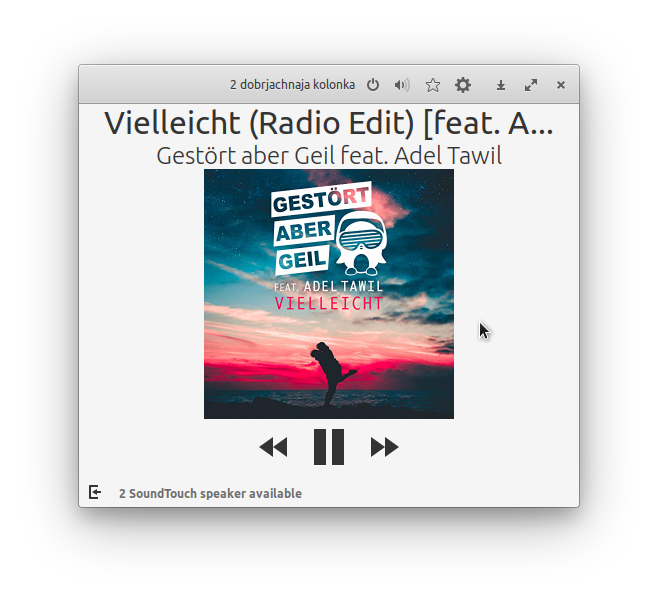 2 dobrjachnaja kolonka
Vielleicht (Radio Edit) [feat. A...
Gestört aber Geil feat. Adel Tawil
GESTÖRT
ABER
GEIL
FEAT. ADEL TAWIL
VIELLEICHT
2 SoundTouch speaker available